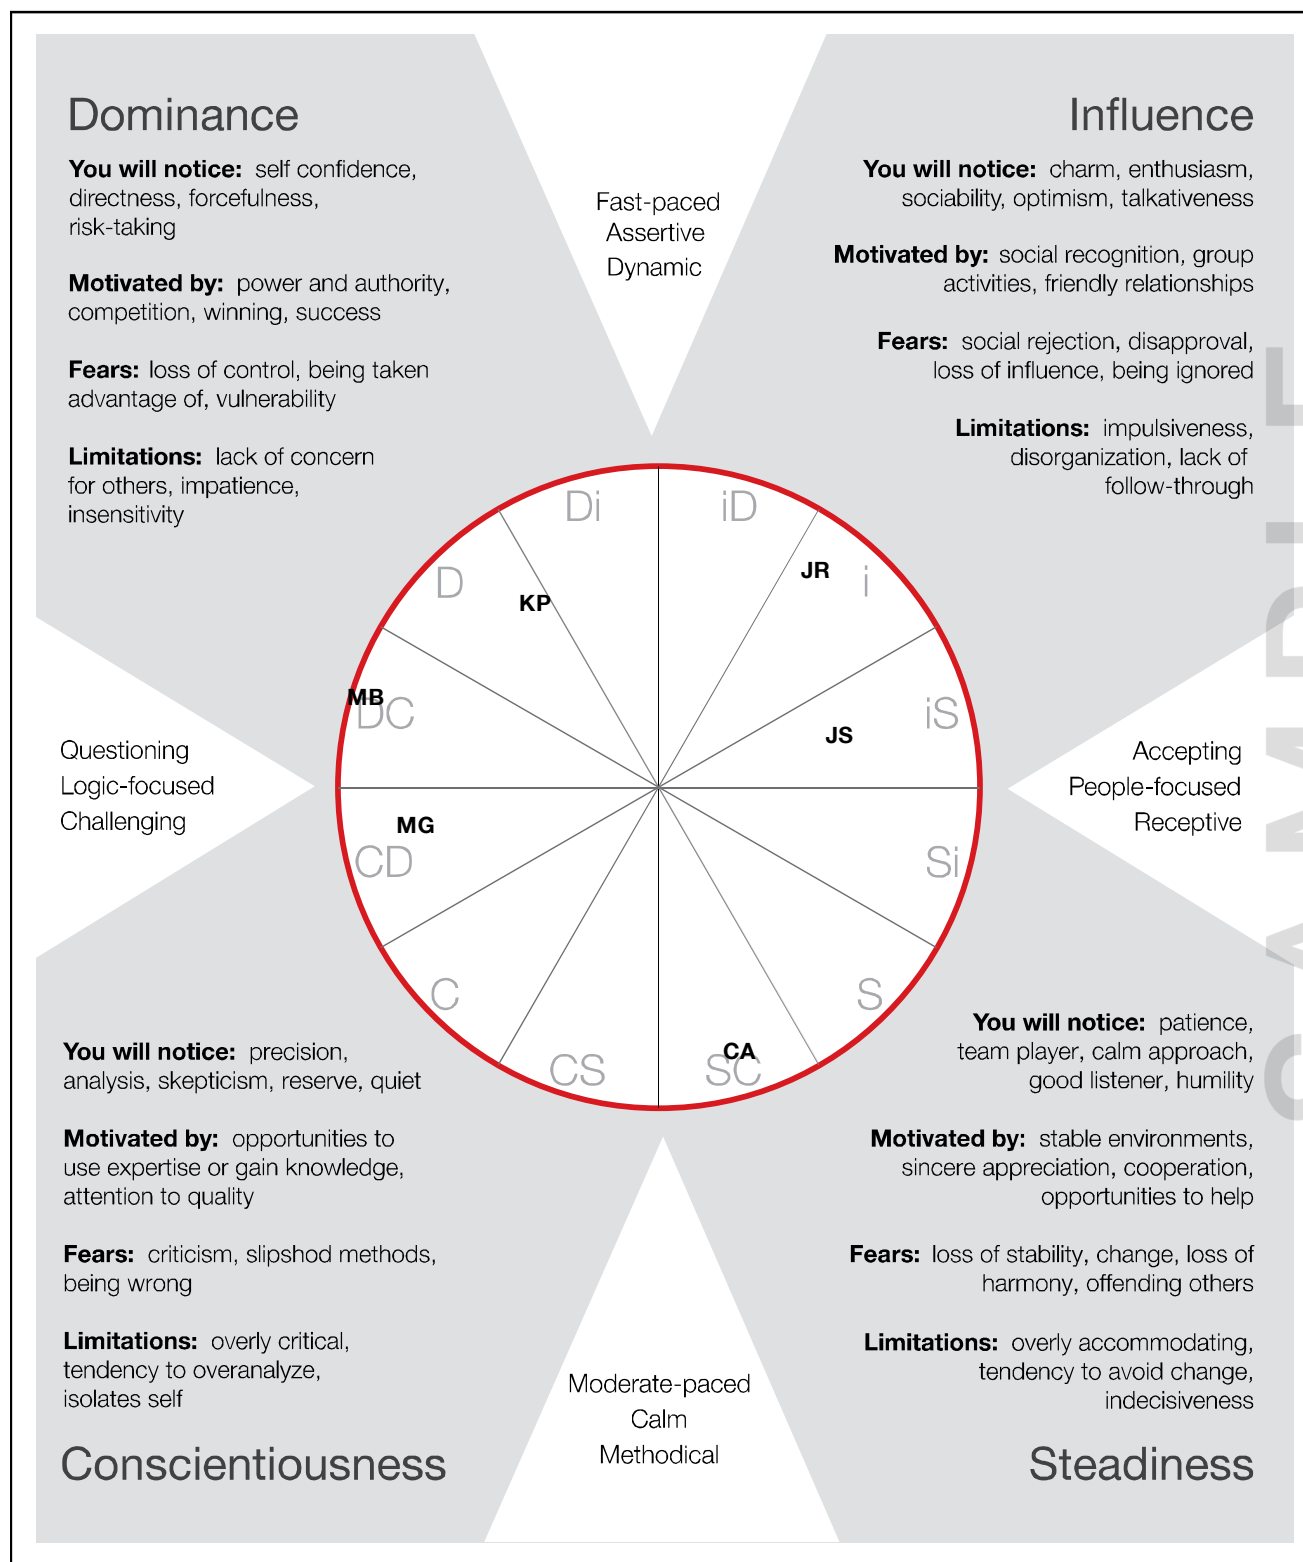 Dominance
You will notice: self confidence,
directness, forcefulness,
risk-taking
Motivated by: power and authority,
competition, winning, success
Fears: loss of control, being taken
advantage of, vulnerability
Limitations: lack of concern
for others, impatience,
insensitivity
Fast-paced
Assertive
Dynamic
Influence
You will notice: charm, enthusiasm,
sociability, optimism, talkativeness
Motivated by: social recognition, group
activities, friendly relationships
Fears: social rejection, disapproval,
loss of influence, being ignored
Limitations: impulsiveness,
disorganization, lack of
follow-through
Di
iD
D
KP
JR
i
MB
DC
JS
iS
MG
CD
Si
C
S
CS
CA
SC
Questioning
Logic-focused
Challenging
Accepting
People-focused
Receptive
You will notice: precision,
analysis, skepticism, reserve, quiet
Motivated by: opportunities to
use expertise or gain knowledge,
attention to quality
Fears: criticism, slipshod methods,
being wrong
Limitations: overly critical,
tendency to overanalyze,
isolates self
Conscientiousness
Moderate-paced
Calm
Methodical
You will notice: patience,
team player, calm approach,
good listener, humility
Motivated by: stable environments,
sincere appreciation, cooperation,
opportunities to help
Fears: loss of stability, change, loss of
harmony, offending others
Limitations: overly accommodating,
tendency to avoid change,
indecisiveness
Steadiness
SAMPLE